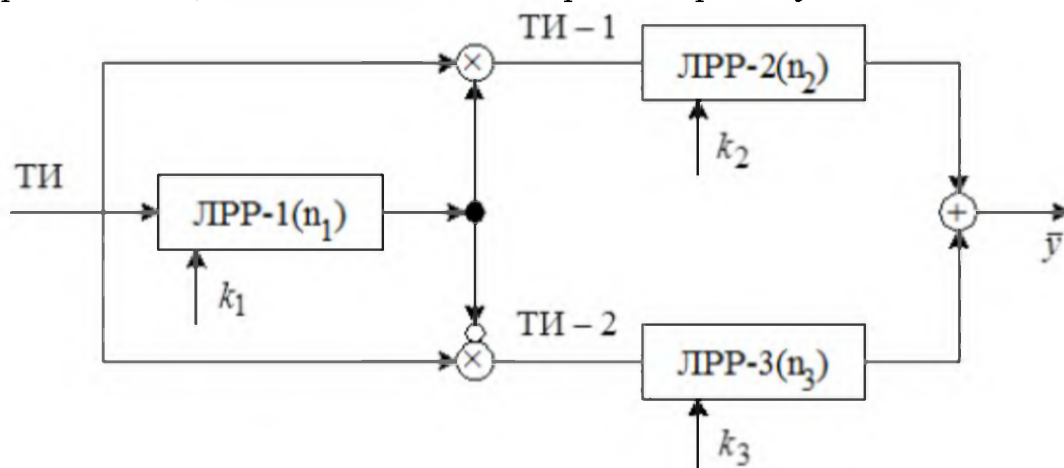 ТИ – 1
ЛРР-2(n2)
k2
ТИ
ЛРР-1(n1)
k1
ȳ
ТИ – 2
ЛРР-3(n3)
k3